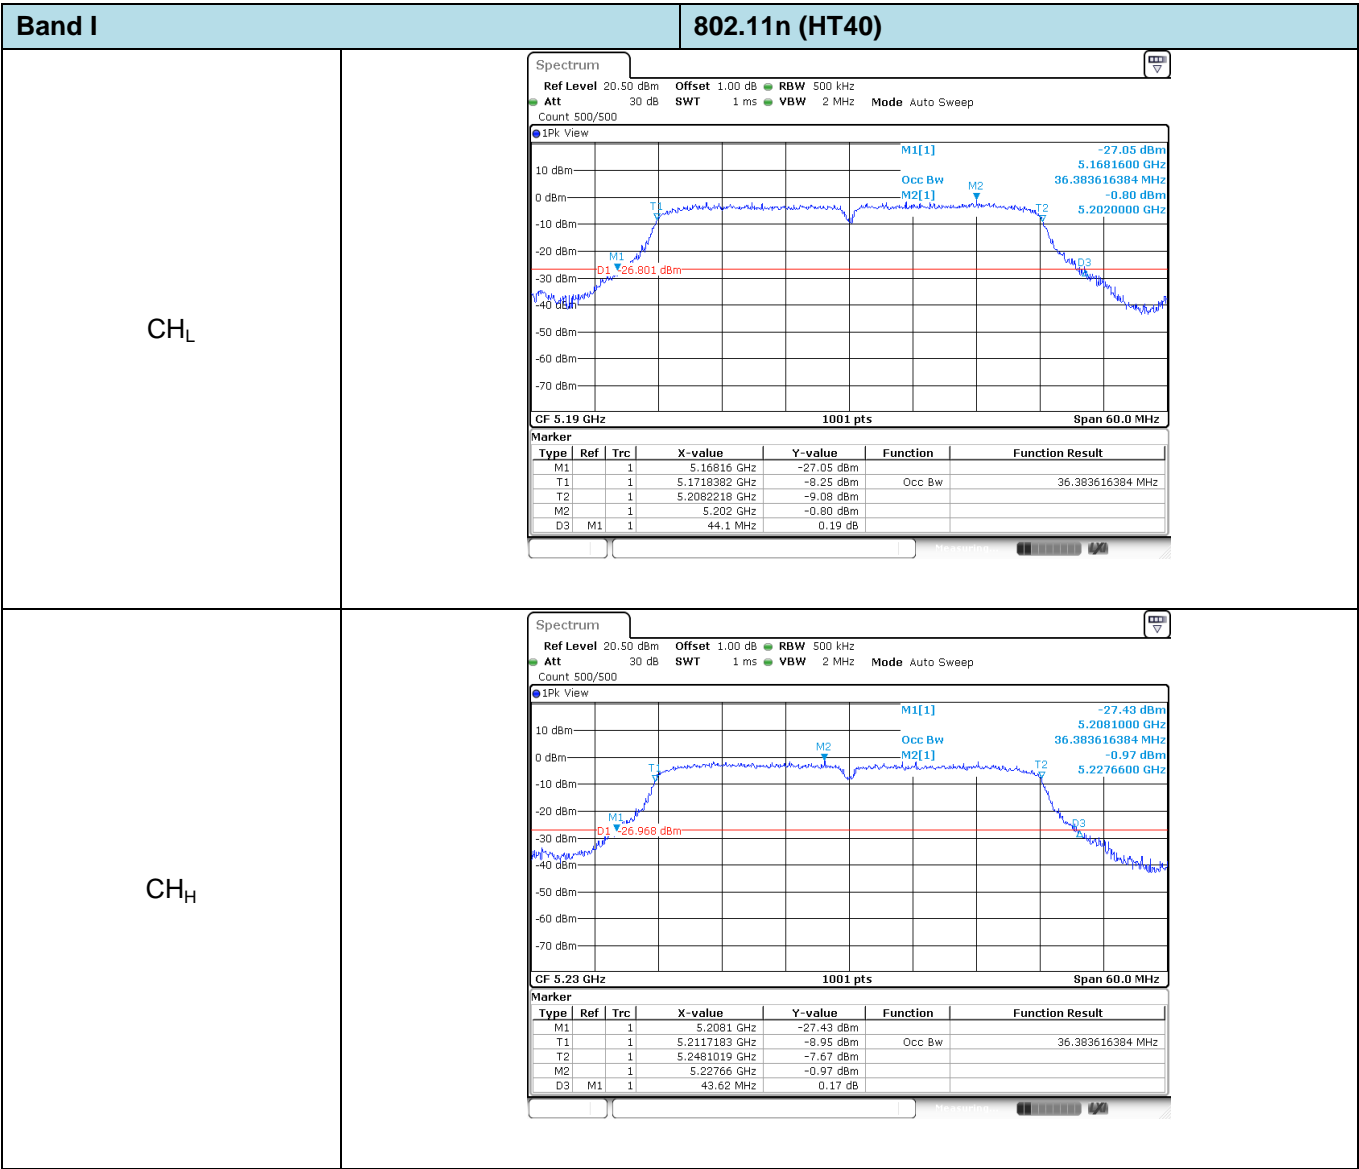 Band I 802.11n (HT40)
CHL
Spectrum
Ref Level 20.50 dBm Offset 1.00 dB RBW 500 kHz
Att 30 dB SWT 1 ms VBW 2 MHz Mode Auto Sweep
Count 500/500
1Pk View
M1[1] -27.05 dBm
5.1681600 GHz
Occ Bw 36.383616384 MHz
M2[1] -0.80 dBm
5.2020000 GHz
10 dBm
0 dBm
-10 dBm
-20 dBm
-30 dBm
-40 dBm
-50 dBm
-60 dBm
-70 dBm
T1
M2
T2
M1
D3
D1 -26.801 dBm
CF 5.19 GHz 1001 pts Span 60.0 MHz
Marker
Type Ref Trc X-value Y-value Function Function Result
M1 1 5.16816 GHz -27.05 dBm
T1 1 5.1718382 GHz -8.25 dBm Occ Bw 36.383616384 MHz
T2 1 5.2082218 GHz -9.08 dBm
M2 1 5.202 GHz -0.80 dBm
D3 M1 1 44.1 MHz 0.19 dB
Measuring
CHH
Spectrum
Ref Level 20.50 dBm Offset 1.00 dB RBW 500 kHz
Att 30 dB SWT 1 ms VBW 2 MHz Mode Auto Sweep
Count 500/500
1Pk View
M1[1] -27.43 dBm
5.2081000 GHz
Occ Bw 36.383616384 MHz
M2[1] -0.97 dBm
5.2276600 GHz
10 dBm
0 dBm
-10 dBm
-20 dBm
-30 dBm
-40 dBm
-50 dBm
-60 dBm
-70 dBm
T1
M2
T2
M1
D3
D1 -26.968 dBm
CF 5.23 GHz 1001 pts Span 60.0 MHz
Marker
Type Ref Trc X-value Y-value Function Function Result
M1 1 5.2081 GHz -27.43 dBm
T1 1 5.2117183 GHz -8.95 dBm Occ Bw 36.383616384 MHz
T2 1 5.2481019 GHz -7.67 dBm
M2 1 5.22766 GHz -0.97 dBm
D3 M1 1 43.62 MHz 0.17 dB
Measuring